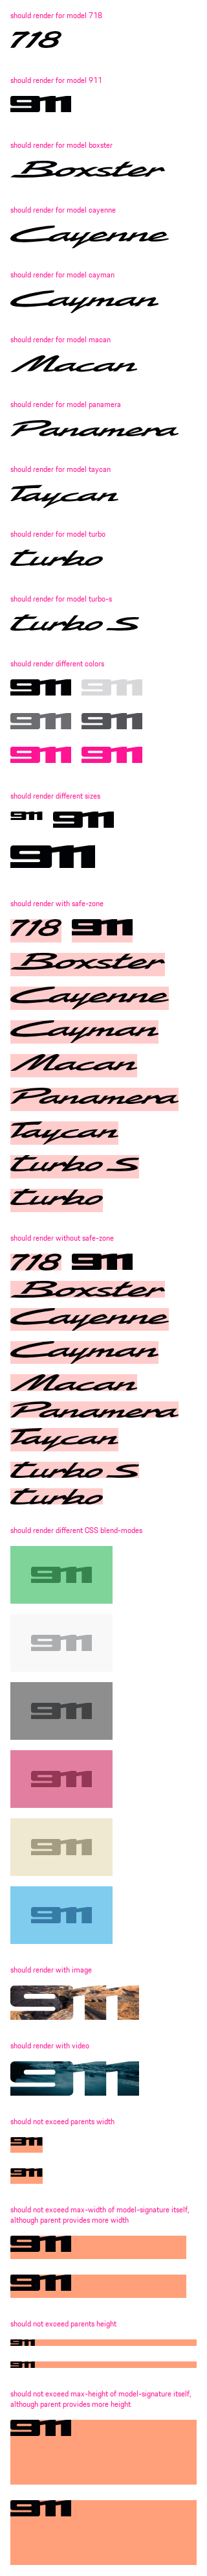 should render for model 718
718
should render for model 911
911
should render for model boxster
Boxster
should render for model cayenne
Cayenne
should render for model cayman
Cayman
should render for model macan
Macan
should render for model panamera
Panamera
should render for model taycan
Taycan
should render for model turbo
turbo
should render for model turbo-s
turbo S
should render different colors
911 911
911 911
911 911
should render different sizes
911 911
911
should render with safe-zone
718 911
Boxster
Cayenne
Cayman
Macan
Panamera
Taycan
turbo S
turbo
should render without safe-zone
718 911
Boxster
Cayenne
Cayman
Macan
Panamera
Taycan
turbo S
turbo
should render different CSS blend-modes
911
911
911
911
911
911
should render with image
911
should render with video
911
should not exceed parents width
911
911
should not exceed max-width of model-signature itself,
although parent provides more width
911
911
should not exceed parents height
911
911
should not exceed max-height of model-signature itself,
although parent provides more height
911
911